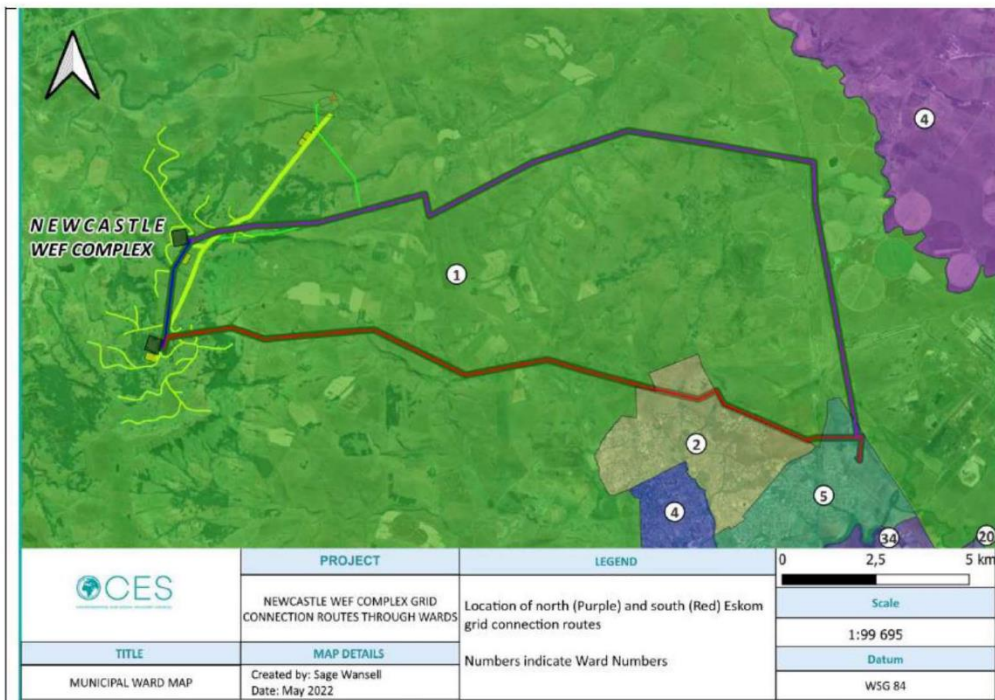 4
NEWCASTLE
WEF COMPLEX
1
2
5
4
34
20
CES
PROJECT
NEWCASTLE WEF COMPLEX GRID
CONNECTION ROUTES THROUGH WARDS
LEGEND
Location of north (Purple) and south (Red) Eskom
grid connection routes
Numbers indicate Ward Numbers
0 2,5 5 km
Scale
1:99 695
TITLE
MUNICIPAL WARD MAP
MAP DETAILS
Created by: Sage Wansell
Date: May 2022
Datum
WSG 84